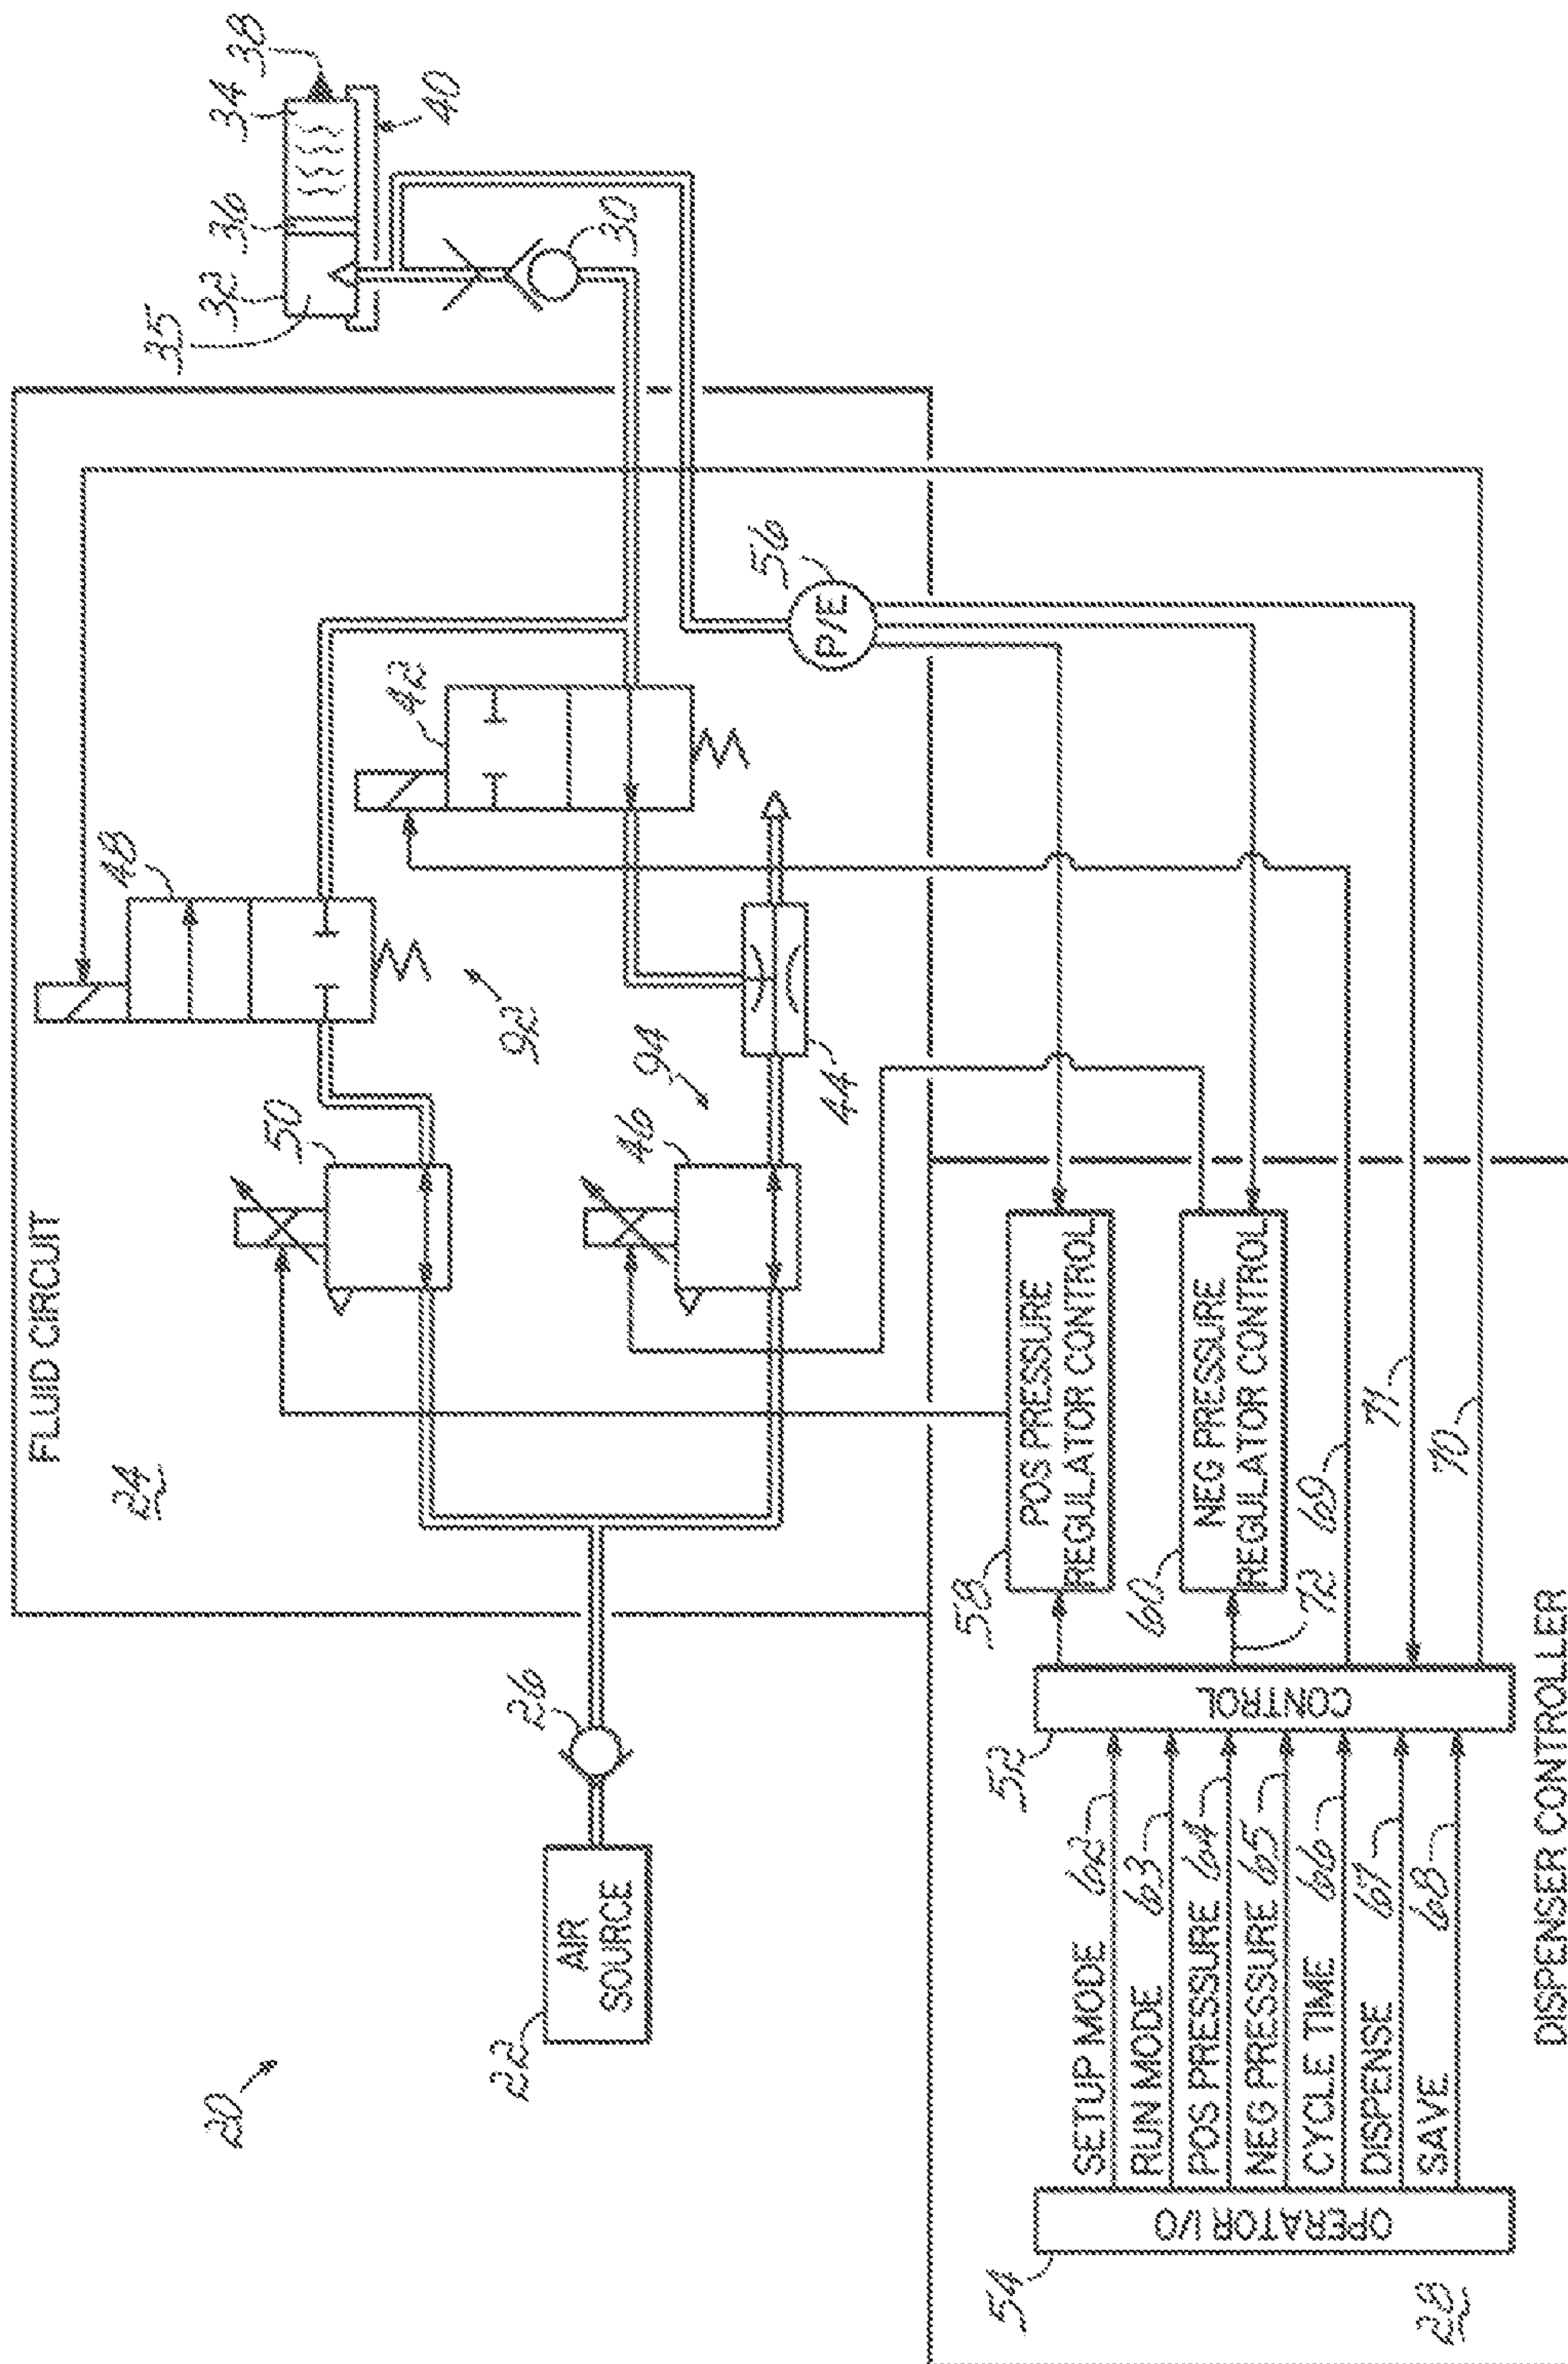 20
FLUID CIRCUIT
24
48
50
92
42
35
32
36
34
38
40
30
94
46
44
56
P/E
26
22
AIR
SOURCE
58
POS PRESSURE
REGULATOR CONTROL
60
NEG PRESSURE
REGULATOR CONTROL
72
69
71
70
52
CONTROL
SETUP MODE 62
RUN MODE 63
POS PRESSURE 64
NEG PRESSURE 65
CYCLE TIME 66
DISPENSE 67
SAVE 68
54
OPERATOR I/O
28
DISPENSER CONTROLLER